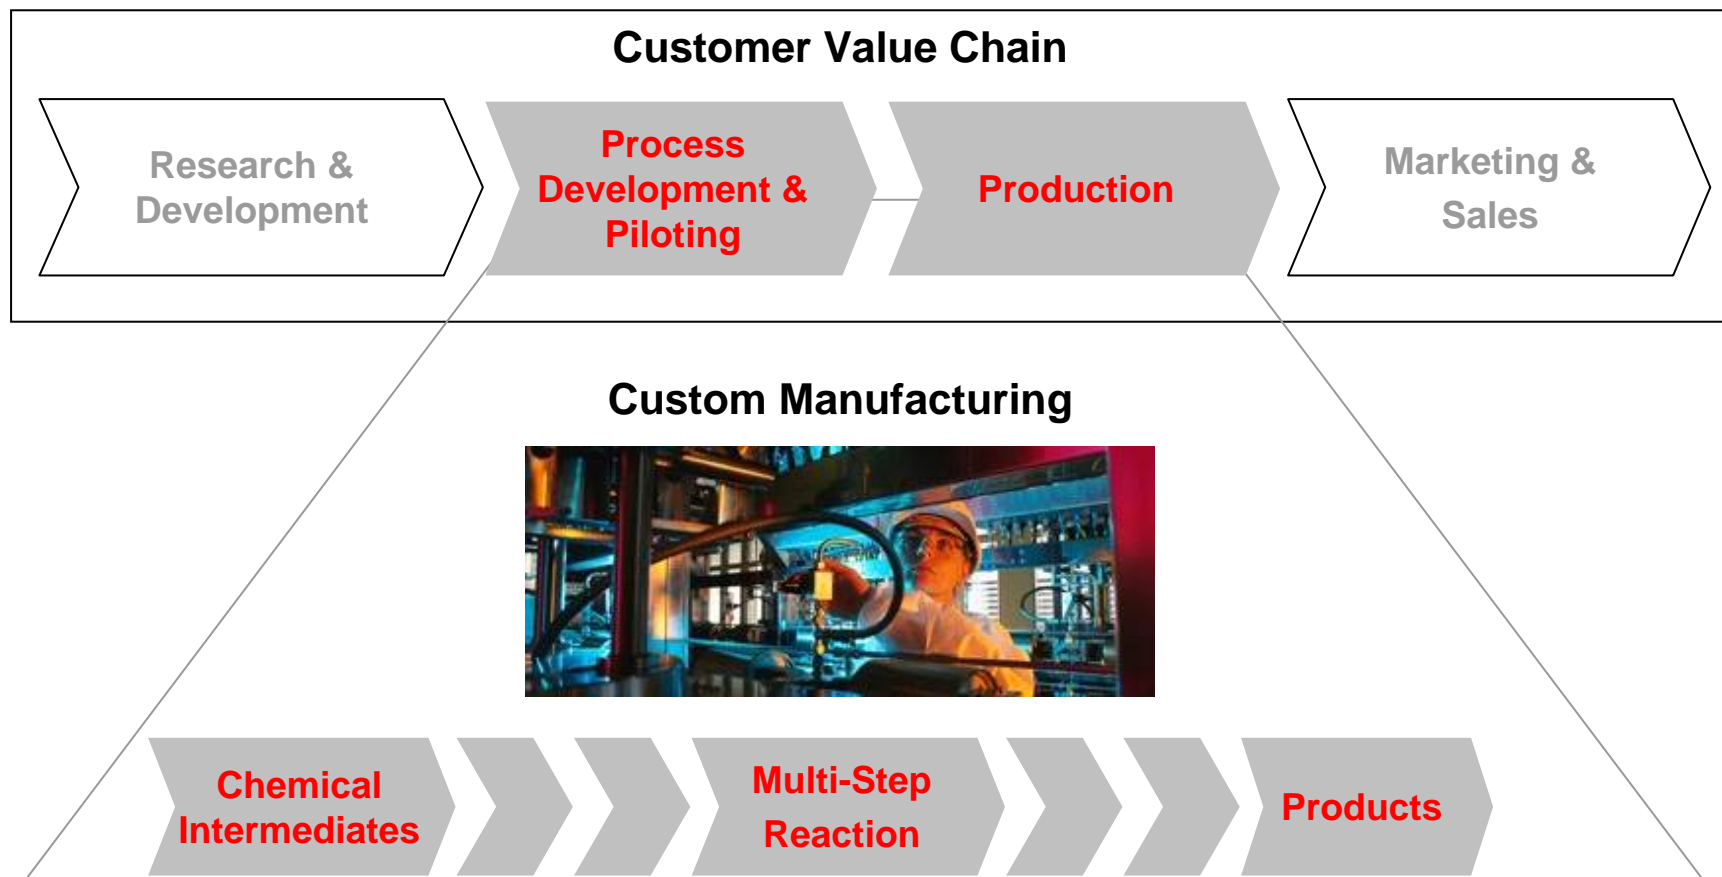 Customer Value Chain
Research &
Development
Process
Development &
Piloting
Production
Marketing &
Sales
Custom Manufacturing
Chemical
Intermediates
Multi-Step
Reaction
Products